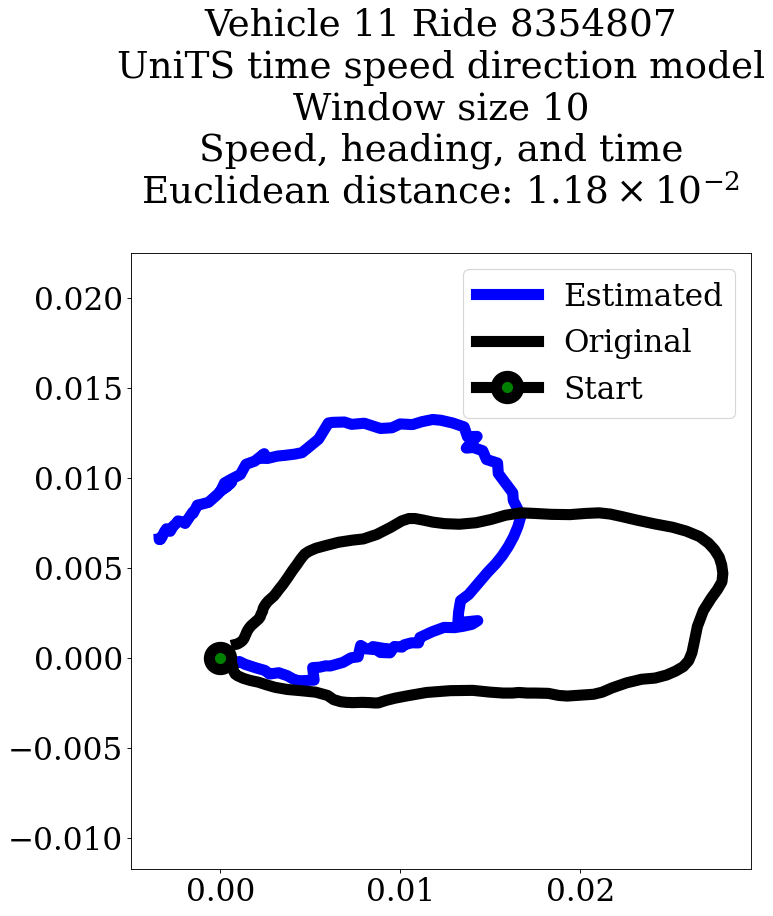 Vehicle 11 Ride 8354807
UniTS time speed direction model
Window size 10
Speed, heading, and time
Euclidean distance: 1.18 × 10⁻²
Estimated
Original
Start
0.020
0.015
0.010
0.005
0.000
−0.005
−0.010
0.00 0.01 0.02